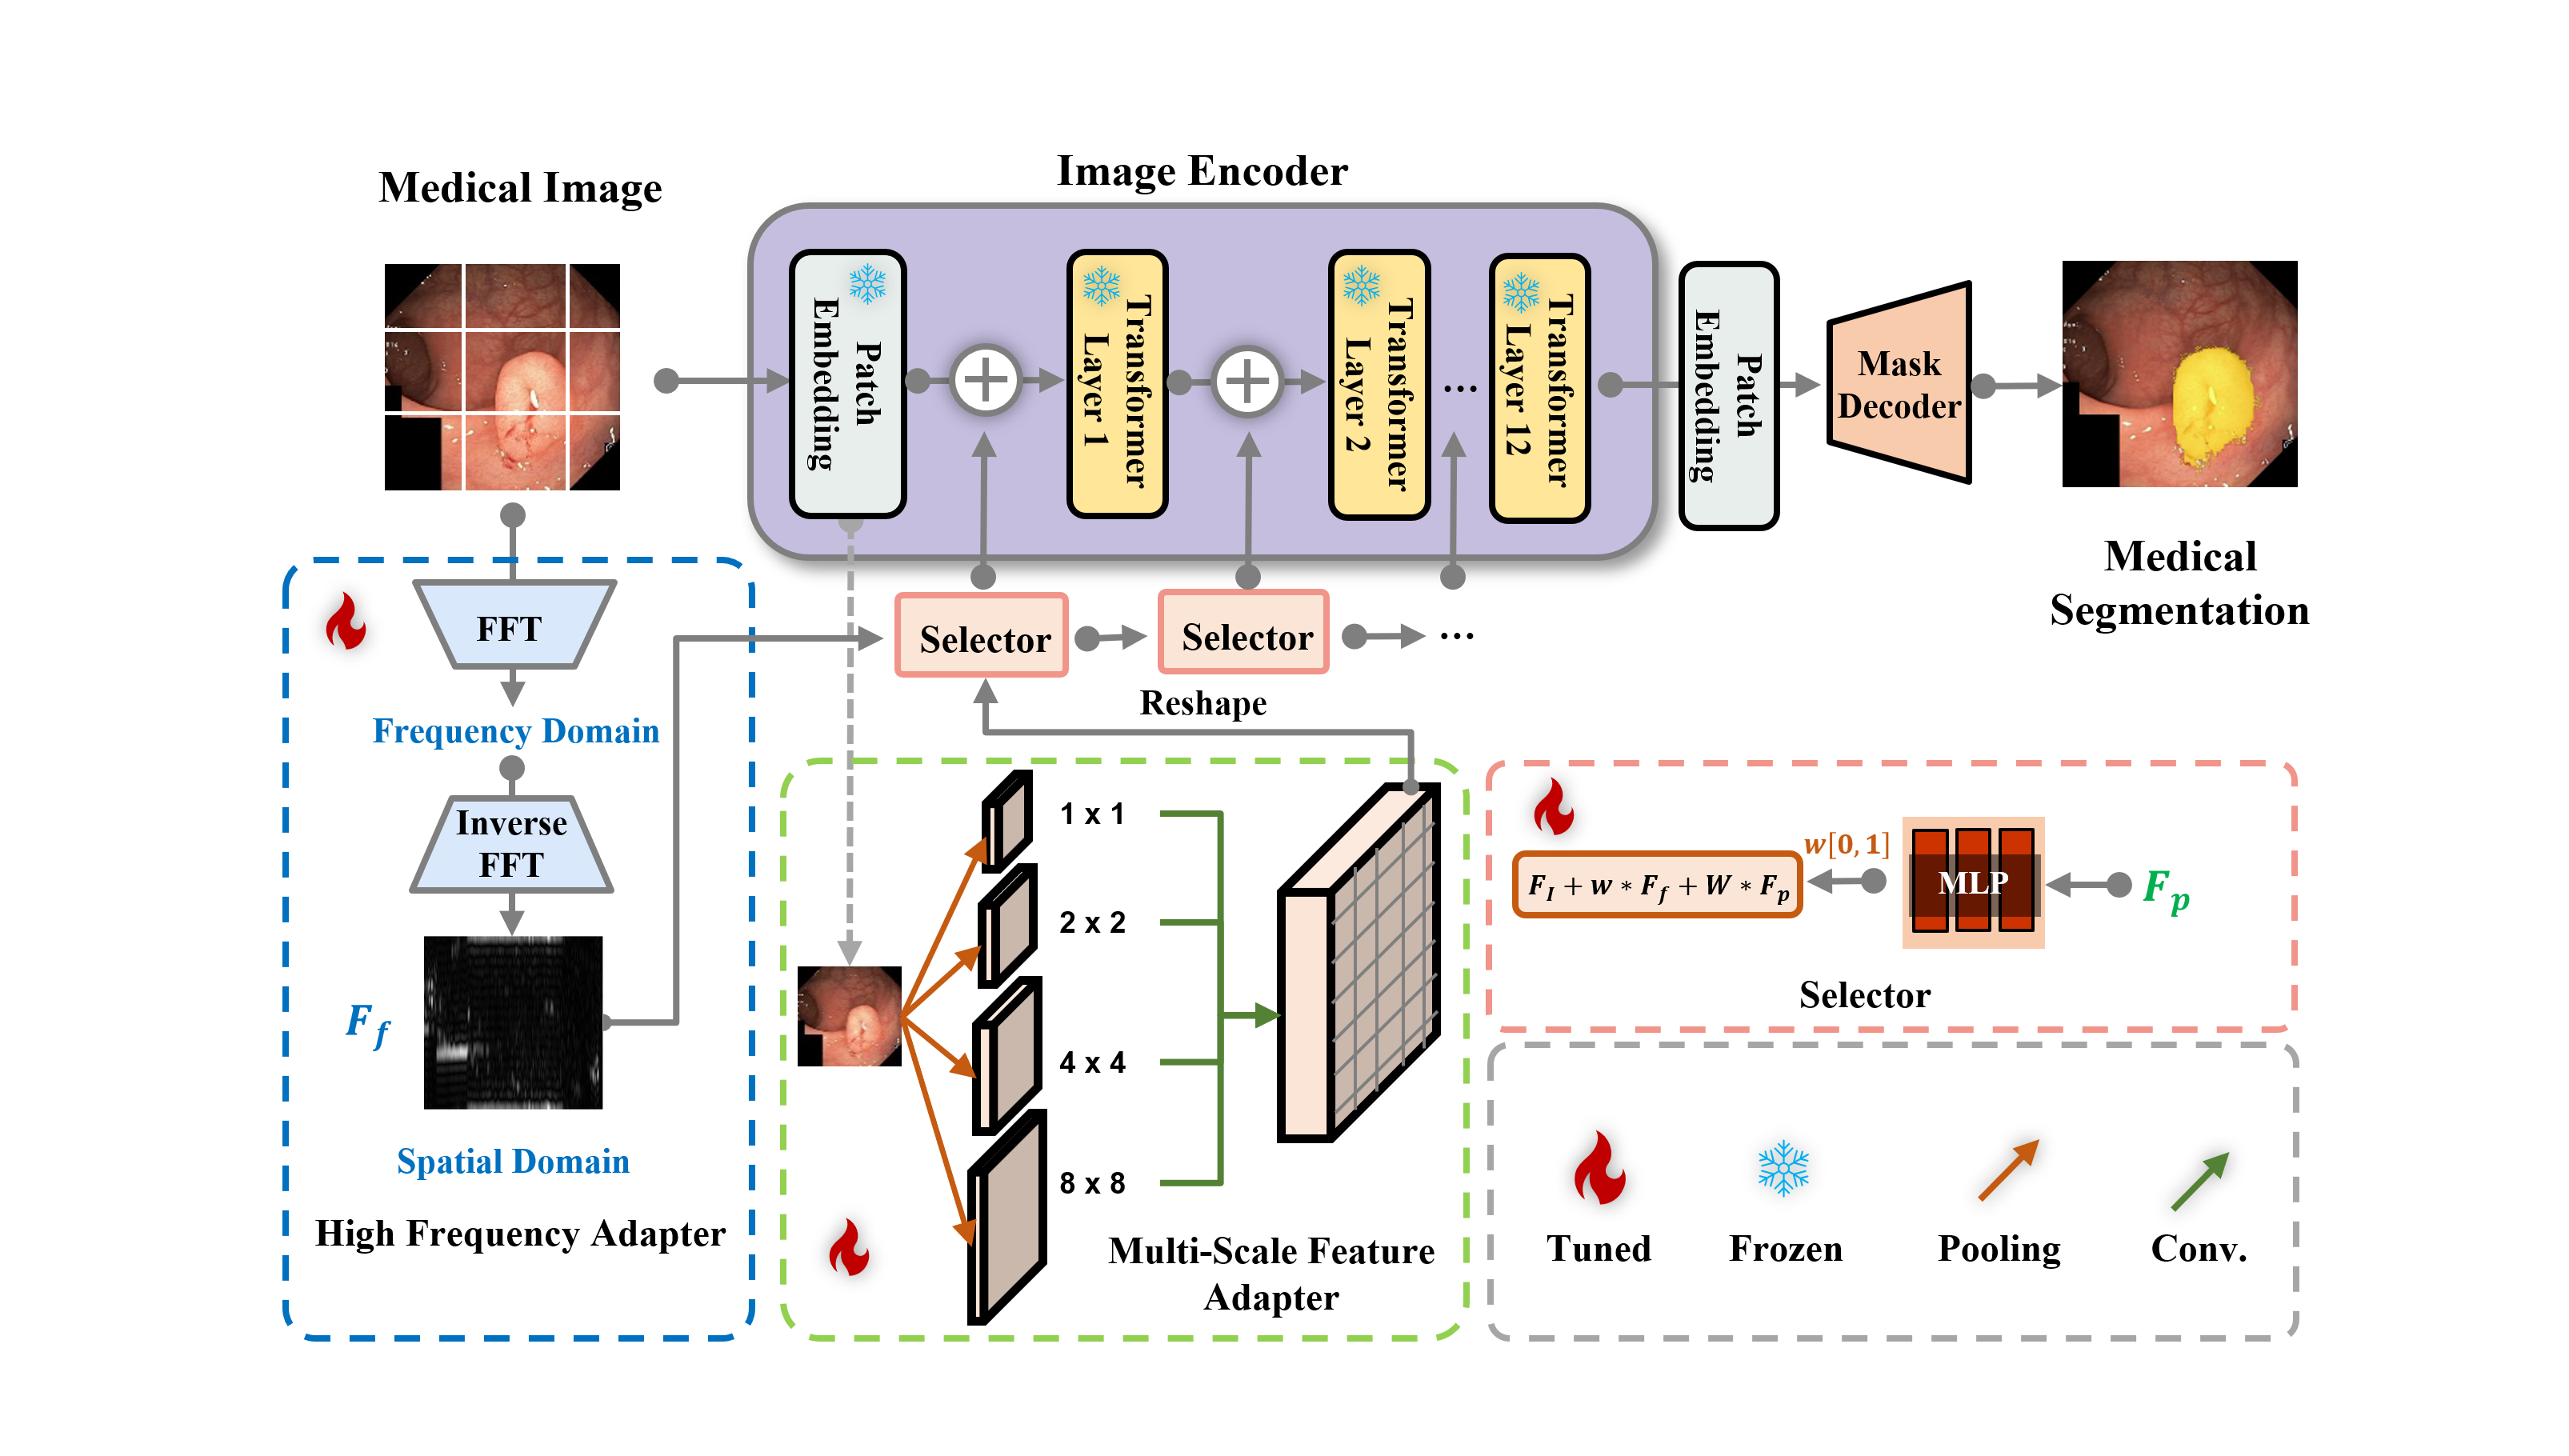 Medical Image
Image Encoder
Patch
Embedding
Transformer
Layer 1
Transformer
Layer 2
...
Transformer
Layer 12
Patch
Embedding
Mask
Decoder
Medical
Segmentation
FFT
Frequency Domain
Inverse
FFT
F_f
Spatial Domain
High Frequency Adapter
Selector
Selector
...
Reshape
1 x 1
2 x 2
4 x 4
8 x 8
Multi-Scale Feature
Adapter
F_I + w * F_f + W * F_p
w[0, 1]
MLP
F_p
Selector
Tuned
Frozen
Pooling
Conv.